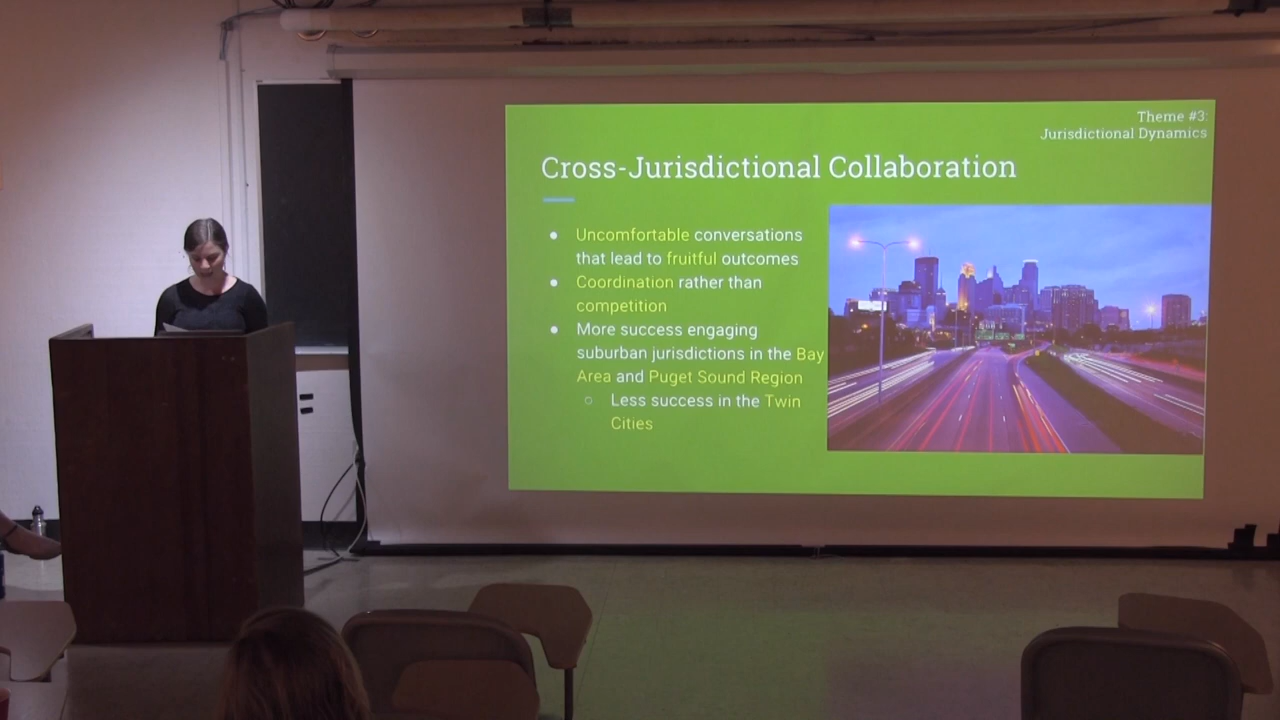 Theme #3:
Jurisdictional Dynamics
Cross-Jurisdictional Collaboration
● Uncomfortable conversations
that lead to fruitful outcomes
● Coordination rather than
competition
● More success engaging
suburban jurisdictions in the Bay
Area and Puget Sound Region
○ Less success in the Twin
Cities